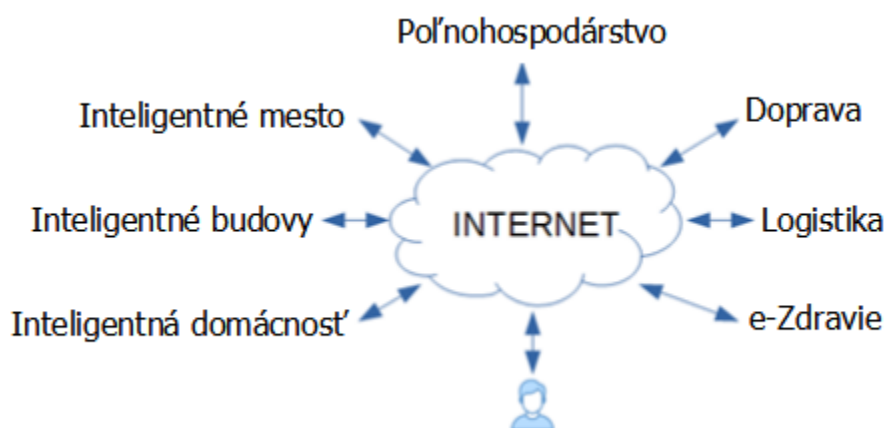 Poľnohospodárstvo
Inteligentné mesto
Doprava
Inteligentné budovy
INTERNET
Logistika
Inteligentná domácnosť
e-Zdravie